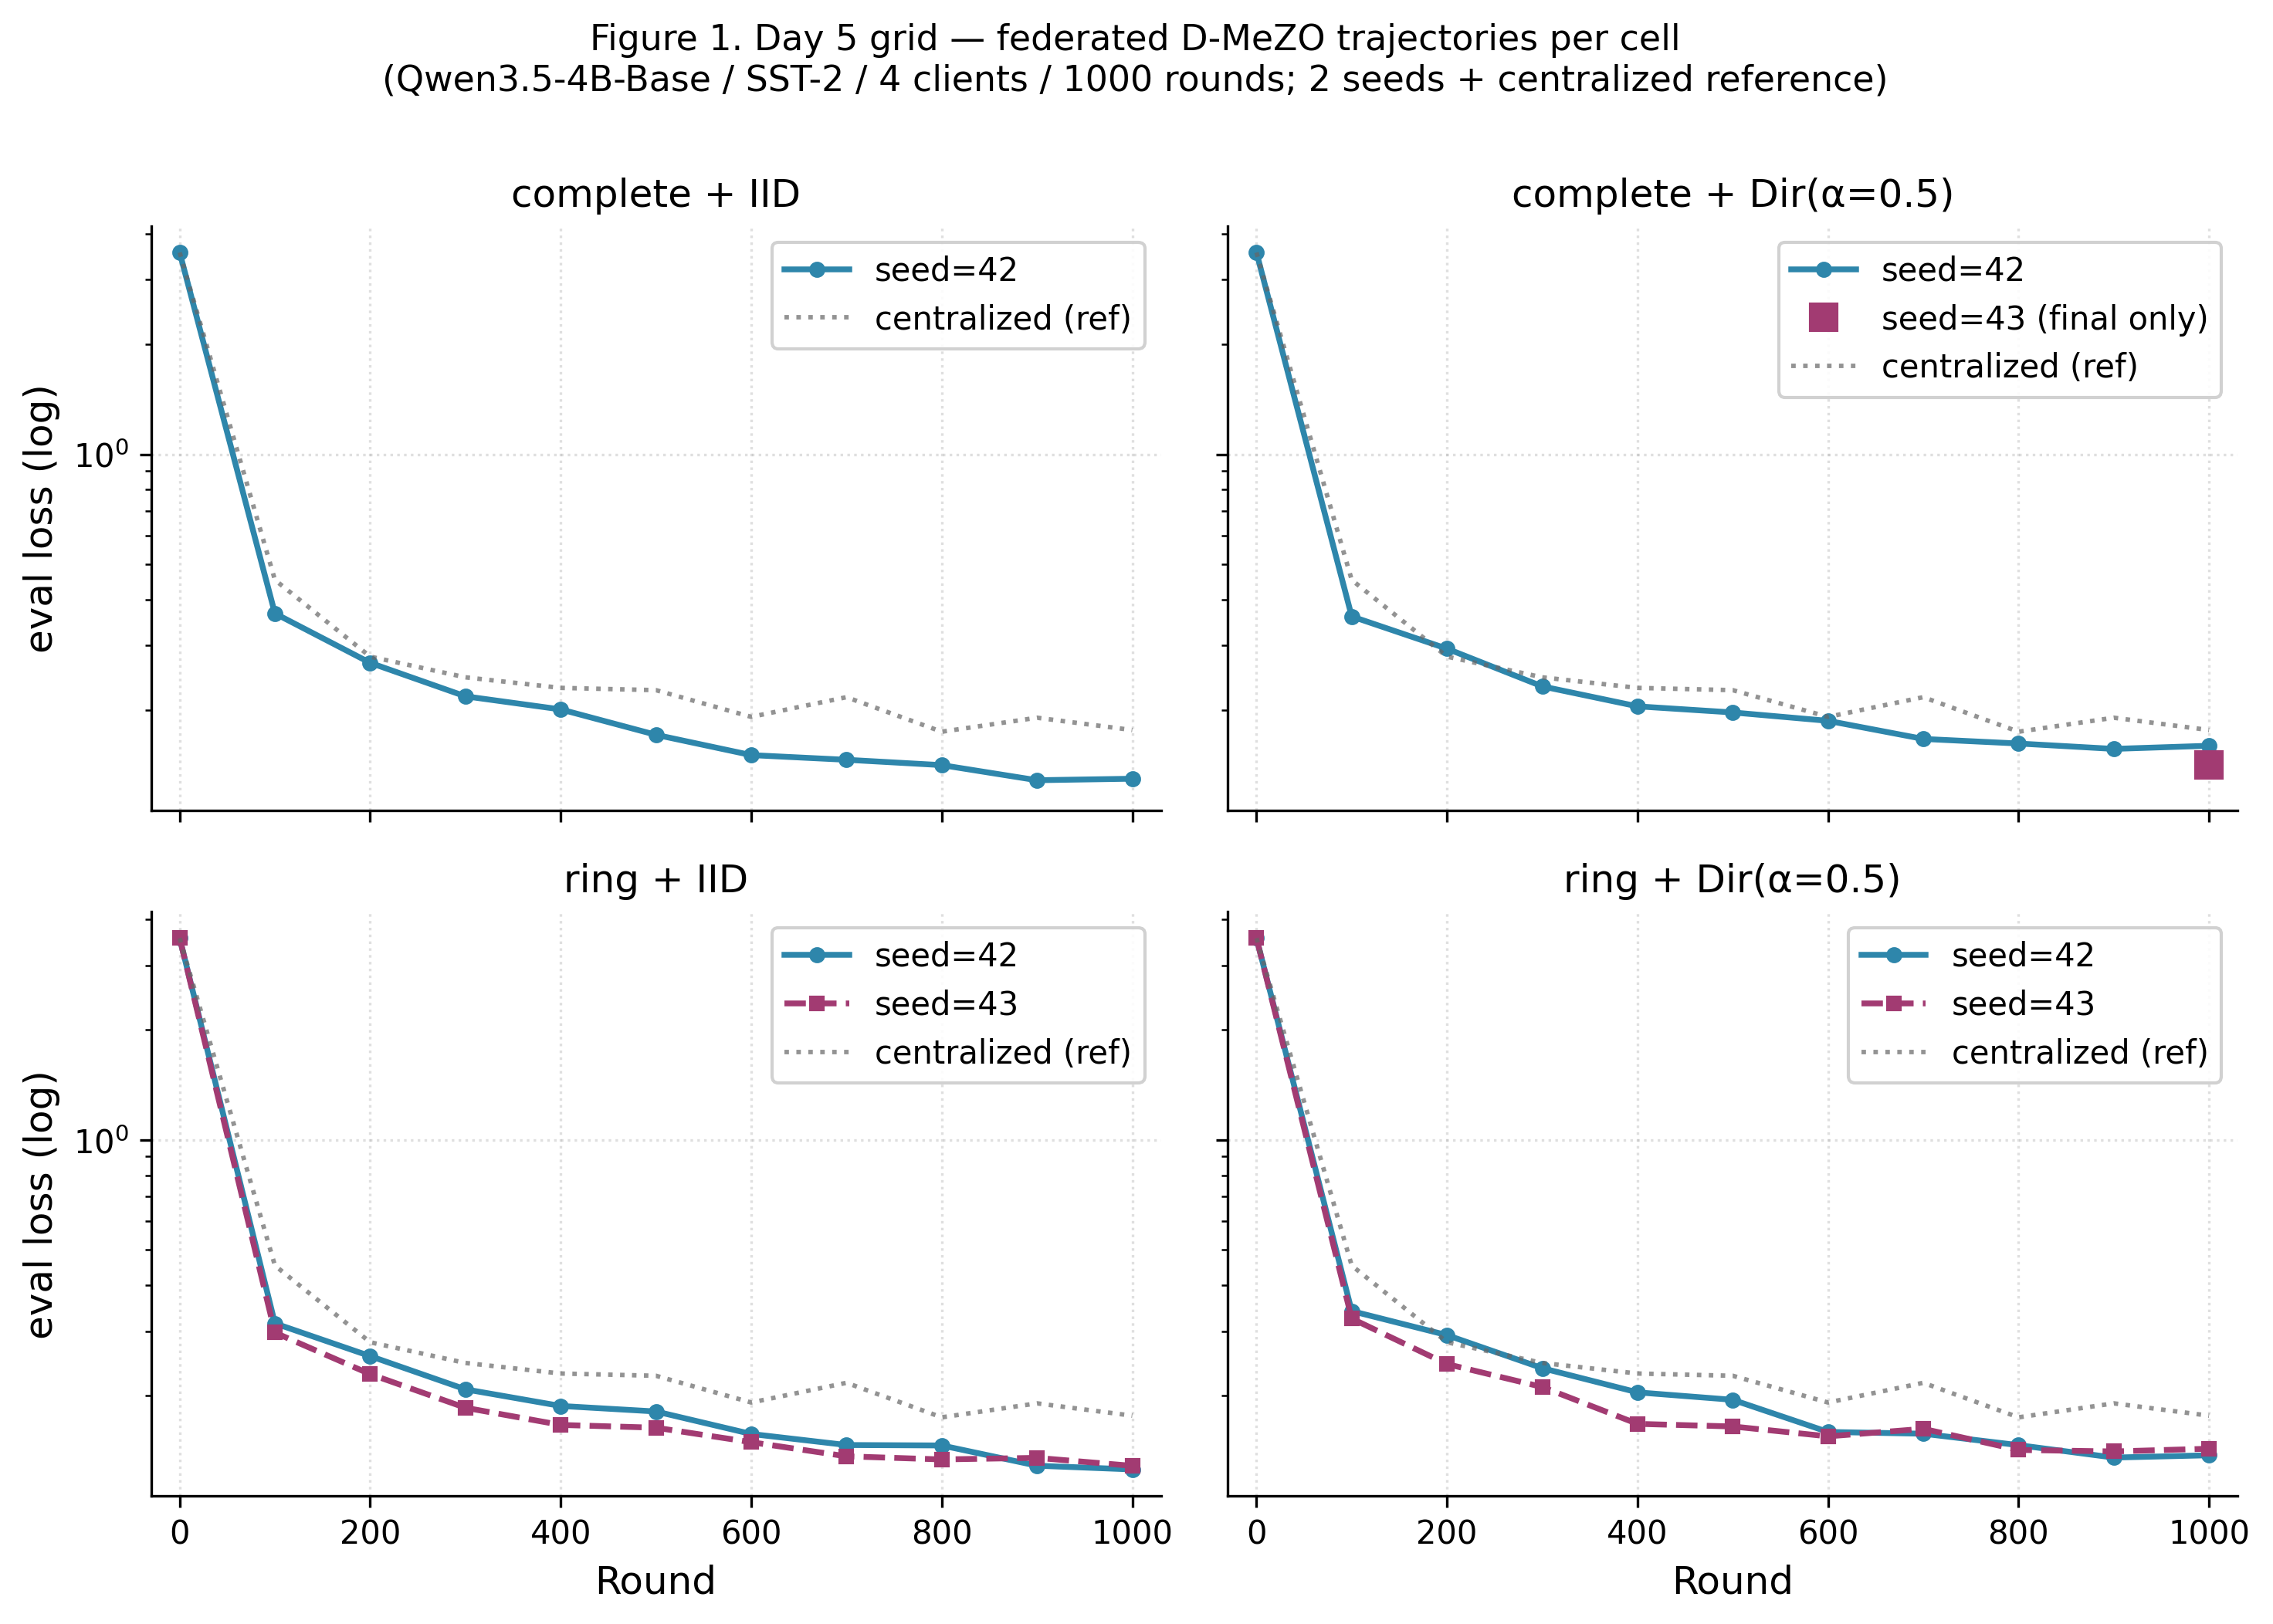 Figure 1. Day 5 grid — federated D-MeZO trajectories per cell
(Qwen3.5-4B-Base / SST-2 / 4 clients / 1000 rounds; 2 seeds + centralized reference)
complete + IID
seed=42
centralized (ref)
eval loss (log)
10⁰
complete + Dir(α=0.5)
seed=42
seed=43 (final only)
centralized (ref)
ring + IID
seed=42
seed=43
centralized (ref)
eval loss (log)
10⁰
0 200 400 600 800 1000
Round
ring + Dir(α=0.5)
seed=42
seed=43
centralized (ref)
0 200 400 600 800 1000
Round